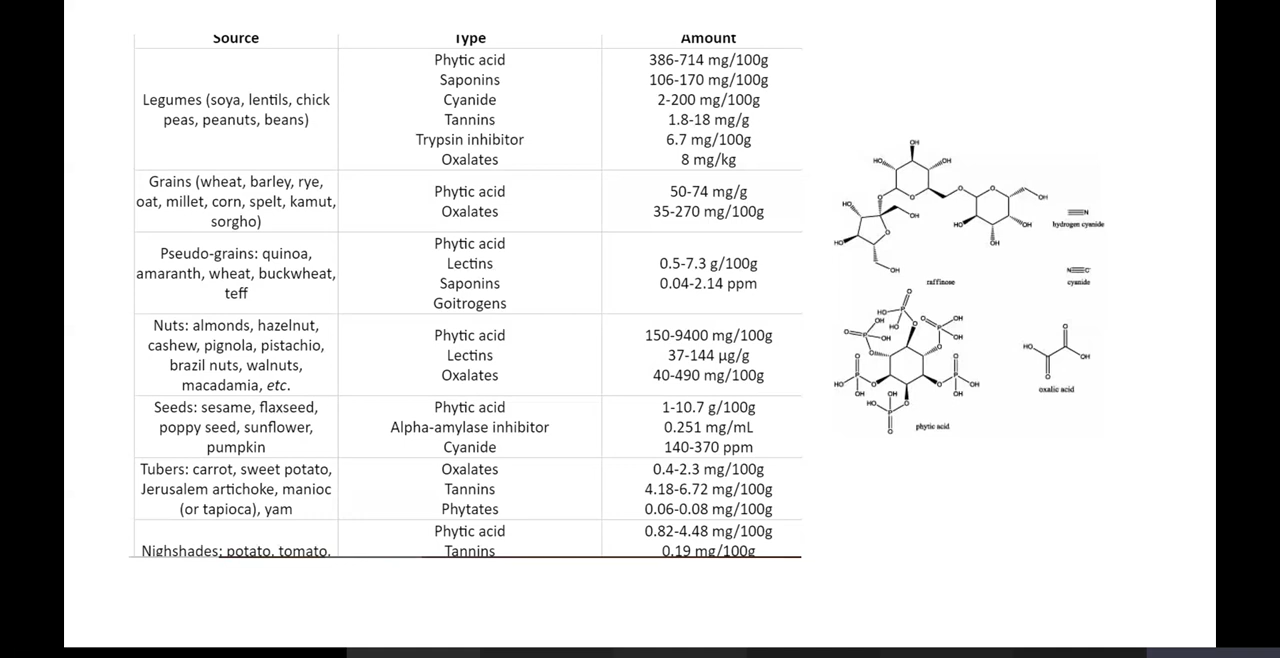 Source Type Amount
Legumes (soya, lentils, chick
peas, peanuts, beans)
Phytic acid 386-714 mg/100g
Saponins 106-170 mg/100g
Cyanide 2-200 mg/100g
Tannins 1.8-18 mg/g
Trypsin inhibitor 6.7 mg/100g
Oxalates 8 mg/kg
Grains (wheat, barley, rye,
oat, millet, corn, spelt, kamut,
sorgho)
Phytic acid 50-74 mg/g
Oxalates 35-270 mg/100g
Pseudo-grains: quinoa,
amaranth, wheat, buckwheat,
teff
Phytic acid
Lectins 0.5-7.3 g/100g
Saponins 0.04-2.14 ppm
Goitrogens
Nuts: almonds, hazelnut,
cashew, pignola, pistachio,
brazil nuts, walnuts,
macadamia, etc.
Phytic acid 150-9400 mg/100g
Lectins 37-144 µg/g
Oxalates 40-490 mg/100g
Seeds: sesame, flaxseed,
poppy seed, sunflower,
pumpkin
Phytic acid 1-10.7 g/100g
Alpha-amylase inhibitor 0.251 mg/mL
Cyanide 140-370 ppm
Tubers: carrot, sweet potato,
Jerusalem artichoke, manioc
(or tapioca), yam
Oxalates 0.4-2.3 mg/100g
Tannins 4.18-6.72 mg/100g
Phytates 0.06-0.08 mg/100g
Nighshades: potato, tomato,
Phytic acid 0.82-4.48 mg/100g
Tannins 0.19 mg/100g
raffinose
hydrogen cyanide
cyanide
phytic acid
oxalic acid